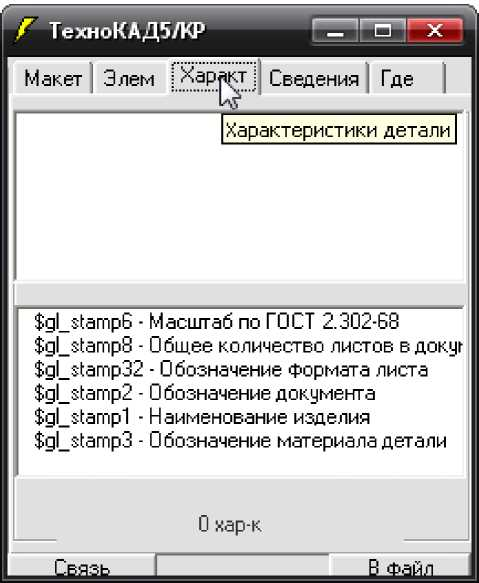 ТехноКАД5/КР
Макет Элем Характ Сведения Где
Характеристики детали
$gl_stamp6 - Масштаб по ГОСТ 2.302-68
$gl_stamp8 - Общее количество листов в докум
$gl_stamp32 - Обозначение формата листа
$gl_stamp2 - Обозначение документа
$gl_stamp1 - Наименование изделия
$gl_stamp3 - Обозначение материала детали
0 хар-к
Связь В файл